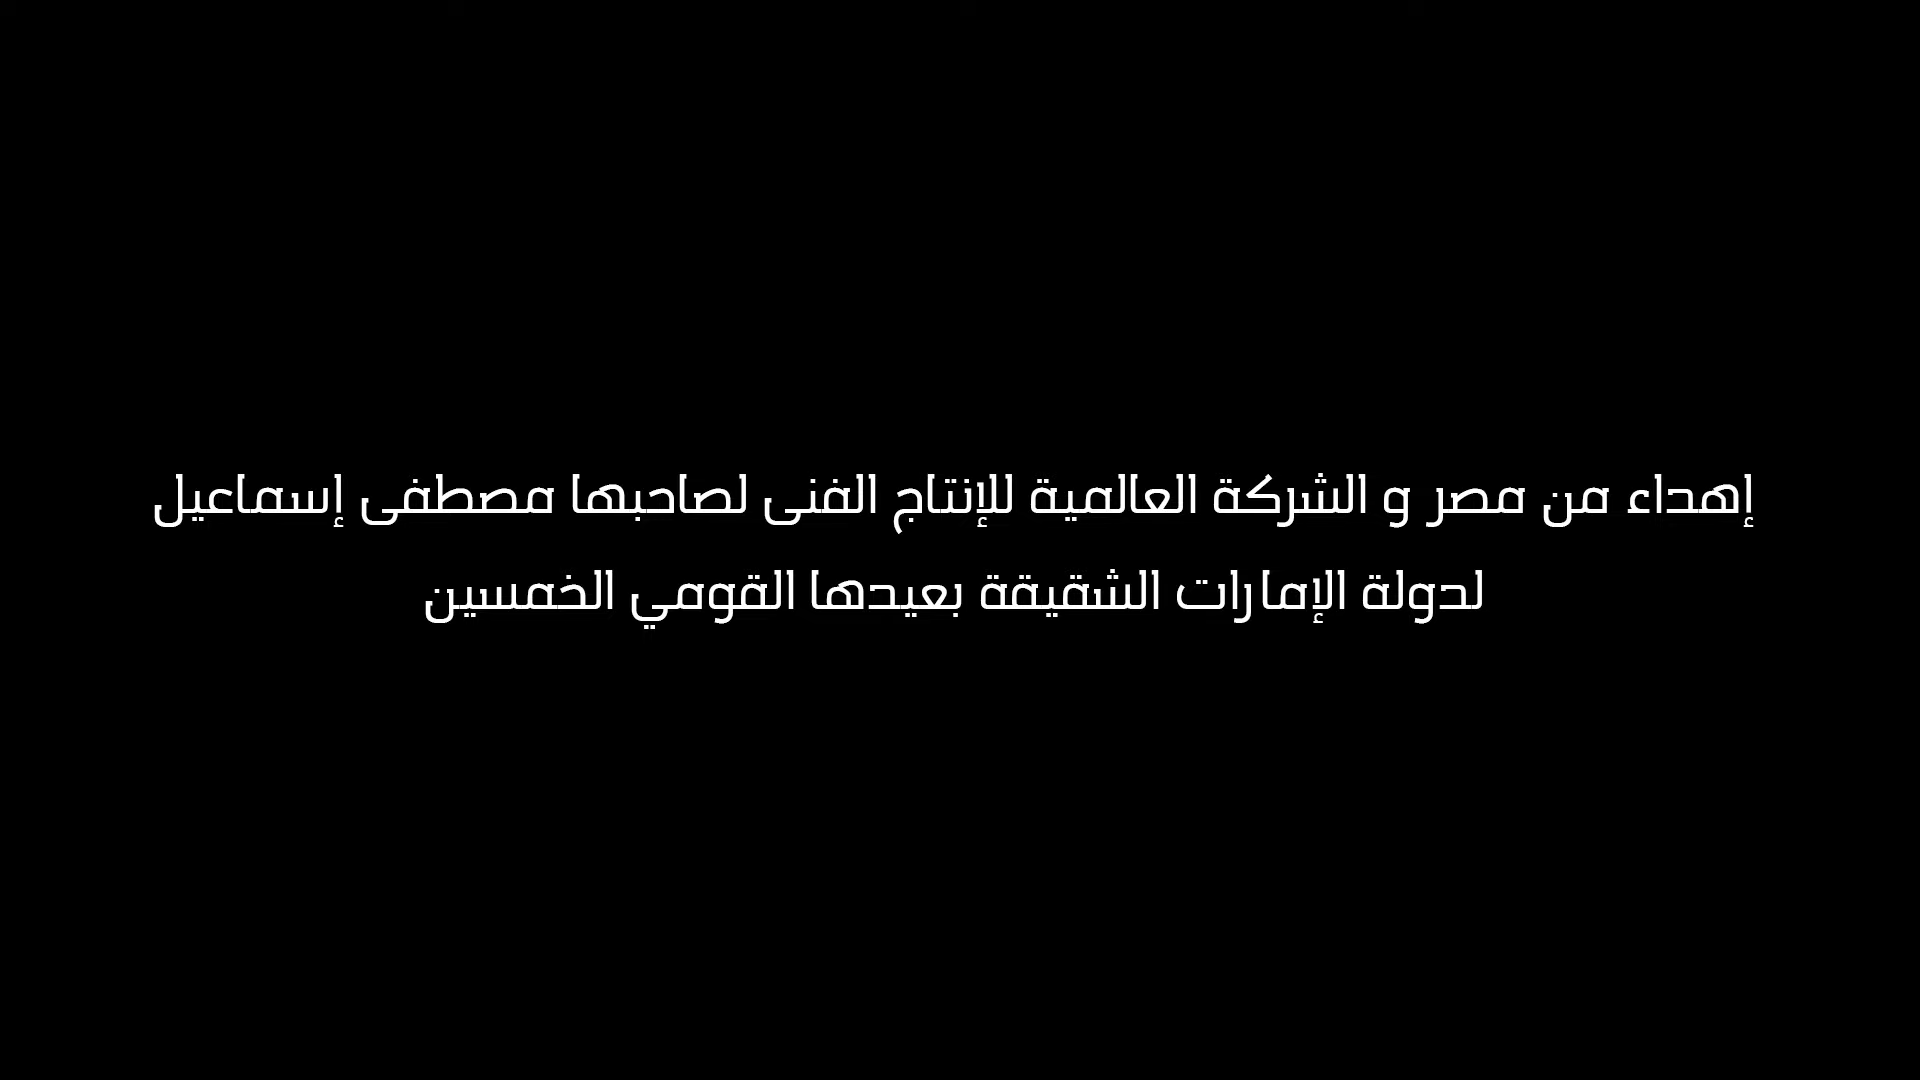 إهداء من مصر و الشركة العالمية للإنتاج الفنى لصاحبها مصطفى إسماعيل
لدولة الإمارات الشقيقة بعيدها القومي الخمسين